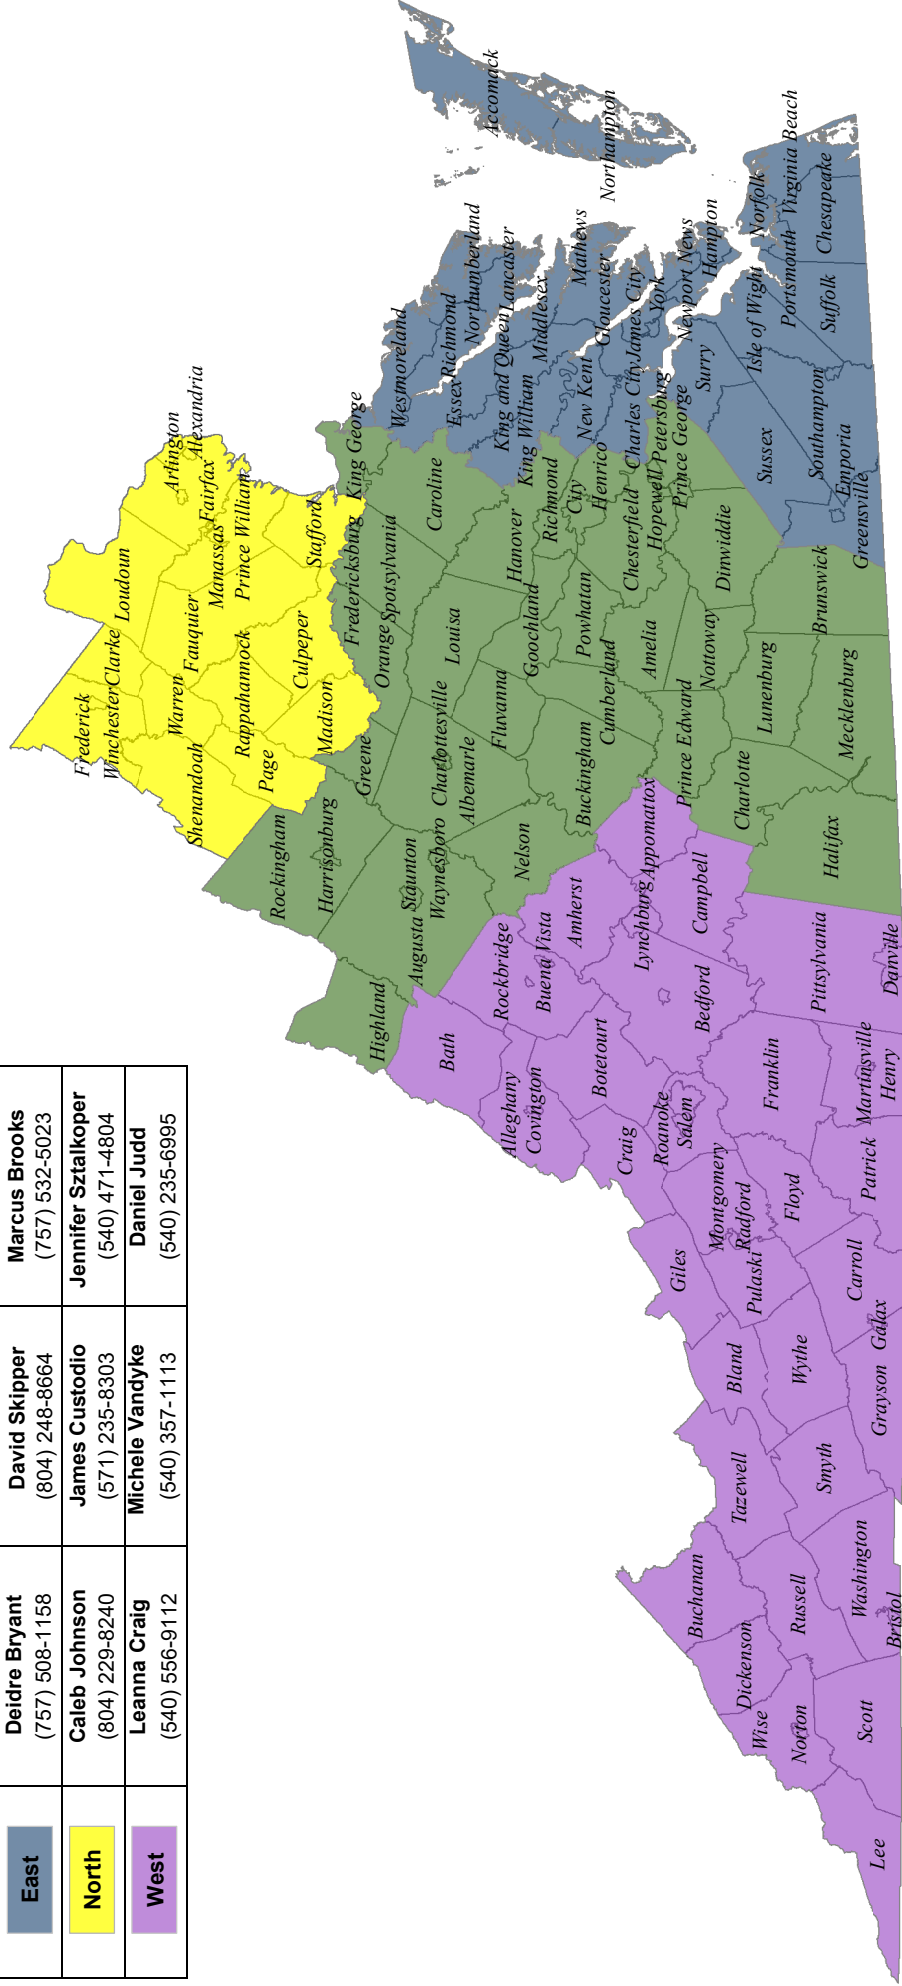 East
Deidre Bryant
(757) 508-1158
David Skipper
(804) 248-8664
Marcus Brooks
(757) 532-5023
North
Caleb Johnson
(804) 229-8240
James Custodio
(571) 235-8303
Jennifer Sztalkoper
(540) 471-4804
West
Leanna Craig
(540) 556-9112
Michele Vandyke
(540) 357-1113
Daniel Judd
(540) 235-6995
Frederick
Winchester
Clarke
Loudoun
Arlington
Alexandria
Fairfax
Shenandoah
Warren
Fauquier
Manassas
Prince William
Page
Rappahannock
Culpeper
Stafford
Madison
Rockingham
Harrisonburg
Greene
Orange
Fredericksburg
Spotsylvania
King George
Caroline
Westmoreland
Highland
Augusta
Staunton
Waynesboro
Albemarle
Charlottesville
Louisa
Fluvanna
Goochland
Hanover
Essex
Richmond
Northumberland
Lancaster
King and Queen
King William
Middlesex
Mathews
Accomack
Northampton
Bath
Rockbridge
Buena Vista
Nelson
Amherst
Buckingham
Cumberland
Powhatan
Richmond
City
Henrico
New Kent
Gloucester
Charles City
James City
York
Newport News
Hampton
Alleghany
Covington
Botetourt
Craig
Roanoke
Salem
Bedford
Lynchburg
Appomattox
Campbell
Prince Edward
Amelia
Nottoway
Chesterfield
Hopewell
Petersburg
Prince George
Dinwiddie
Surry
Isle of Wight
Norfolk
Portsmouth
Virginia Beach
Chesapeake
Suffolk
Sussex
Southampton
Emporia
Greensville
Brunswick
Lunenburg
Mecklenburg
Charlotte
Halifax
Pittsylvania
Danville
Franklin
Martinsville
Henry
Patrick
Floyd
Montgomery
Radford
Pulaski
Giles
Carroll
Galax
Grayson
Wythe
Bland
Tazewell
Smyth
Buchanan
Russell
Washington
Bristol
Dickenson
Wise
Norton
Scott
Lee